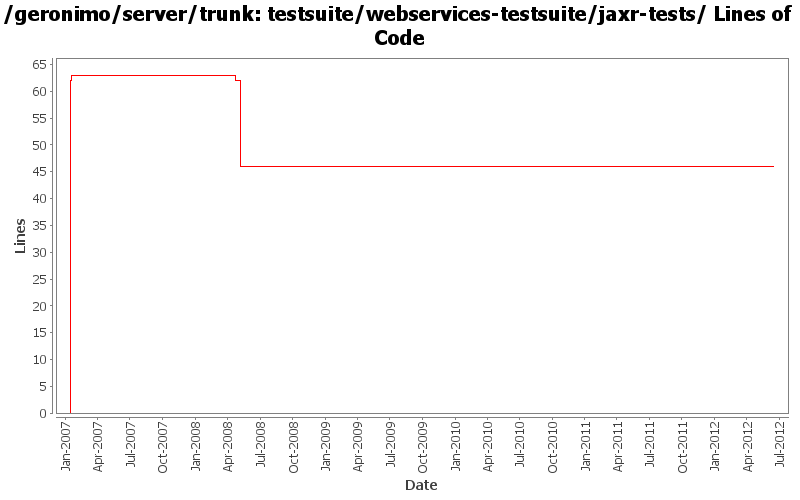 /geronimo/server/trunk: testsuite/webservices-testsuite/jaxr-tests/ Lines of
Code
65
60
55
50
45
40
35
30
25
20
15
10
5
0
Lines
Jan-2007
Apr-2007
Jul-2007
Oct-2007
Jan-2008
Apr-2008
Jul-2008
Oct-2008
Jan-2009
Apr-2009
Jul-2009
Oct-2009
Jan-2010
Apr-2010
Jul-2010
Oct-2010
Jan-2011
Apr-2011
Jul-2011
Oct-2011
Jan-2012
Apr-2012
Jul-2012
Date